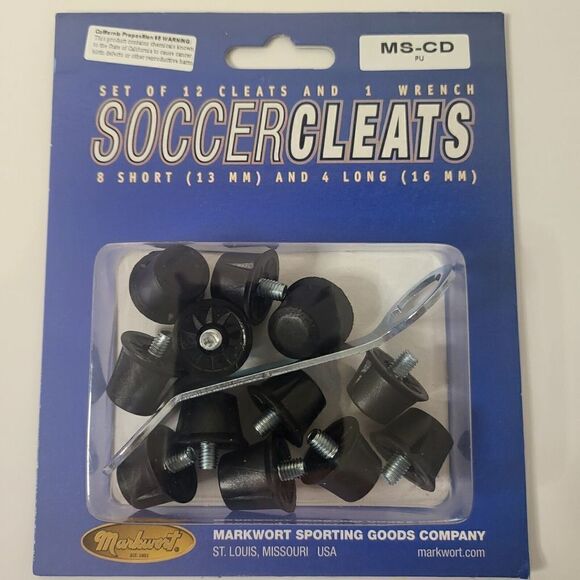 California Proposition 65 WARNING:
This product contains chemicals known
to the State of California to cause cancer
birth defects or other reproductive harm
MS-CD
PU
SET OF 12 CLEATS AND 1 WRENCH
SOCCERCLEATS
8 SHORT (13 MM) AND 4 LONG (16 MM)
Markwort
EST. 1931
MARKWORT SPORTING GOODS COMPANY
ST. LOUIS, MISSOURI USA
markwort.com